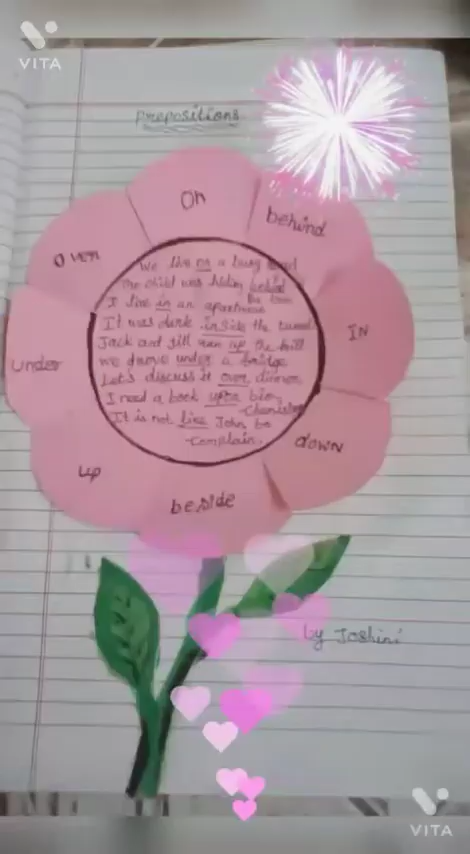 VITA
Prepositions
On
behind
over
We live on a busy road
The child was hiding behind
the tree
I live in an apartment
It was dark inside the tunnel
Jack and Jill ran up the hill
we drove under a bridge
Let's discuss it over dinner
I need a book upon bio
-chemistry
It is not like John to
-complain.
IN
under
down
up
beside
by Joshini
VITA